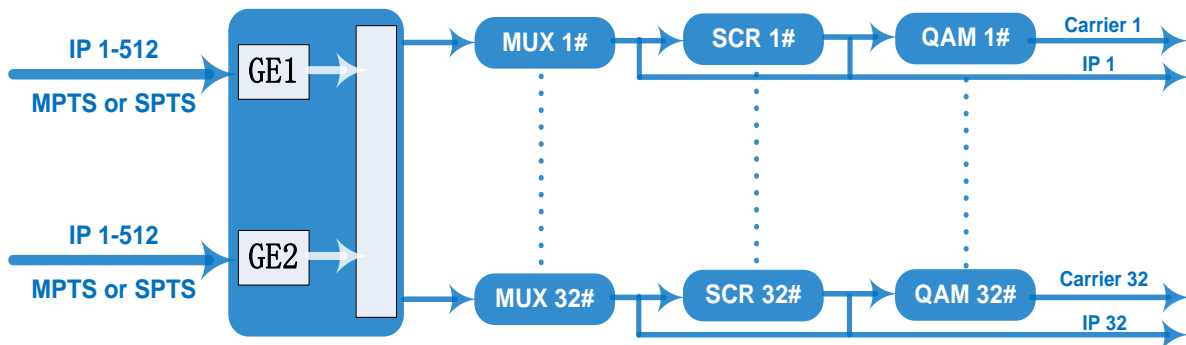 IP 1-512
GE1
MPTS or SPTS
MUX 1#
SCR 1#
QAM 1#
Carrier 1
IP 1
IP 1-512
GE2
MPTS or SPTS
MUX 32#
SCR 32#
QAM 32#
Carrier 32
IP 32